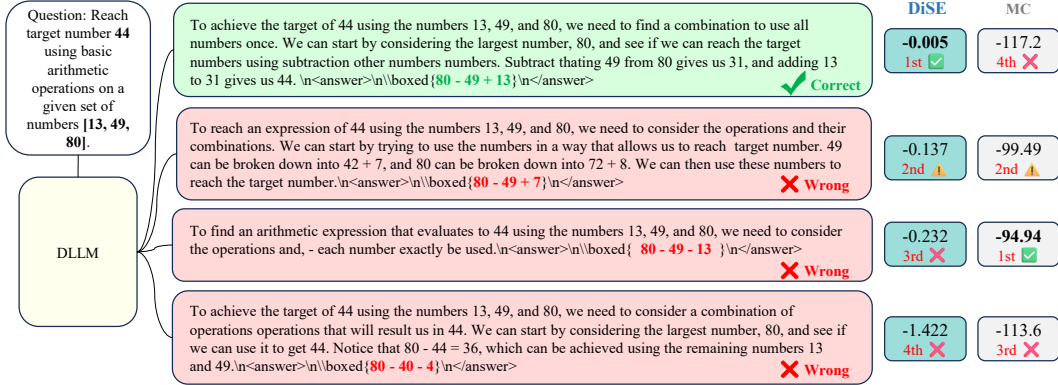 Question: Reach
target number 44
using basic
arithmetic
operations on a
given set of
numbers [13, 49,
80].
DLLM
To achieve the target of 44 using the numbers 13, 49, and 80, we need to find a combination to use all
numbers once. We can start by considering the largest number, 80, and see if we can reach the target
numbers using subtraction other numbers numbers. Subtract thating 49 from 80 gives us 31, and adding 13
to 31 gives us 44. \n<answer>\n\\boxed{80 - 49 + 13}\n</answer>
Correct
To reach an expression of 44 using the numbers 13, 49, and 80, we need to consider the operations and their
combinations. We can start by trying to use the numbers in a way that allows us to reach target number. 49
can be broken down into 42 + 7, and 80 can be broken down into 72 + 8. We can then use these numbers to
reach the target number.\n<answer>\n\\boxed{80 - 49 + 7}\n</answer>
Wrong
To find an arithmetic expression that evaluates to 44 using the numbers 13, 49, and 80, we need to consider
the operations and, - each number exactly be used.\n<answer>\n\\boxed{ 80 - 49 - 13 }\n</answer>
Wrong
To achieve the target of 44 using the numbers 13, 49, and 80, we need to consider a combination of
operations operations that will result us in 44. We can start by considering the largest number, 80, and see if
we can use it to get 44. Notice that 80 - 44 = 36, which can be achieved using the remaining numbers 13
and 49.\n<answer>\n\\boxed{80 - 40 - 4}\n</answer>
Wrong
DiSE MC
-0.005 -117.2
1st 4th
-0.137 -99.49
2nd 2nd
-0.232 -94.94
3rd 1st
-1.422 -113.6
4th 3rd